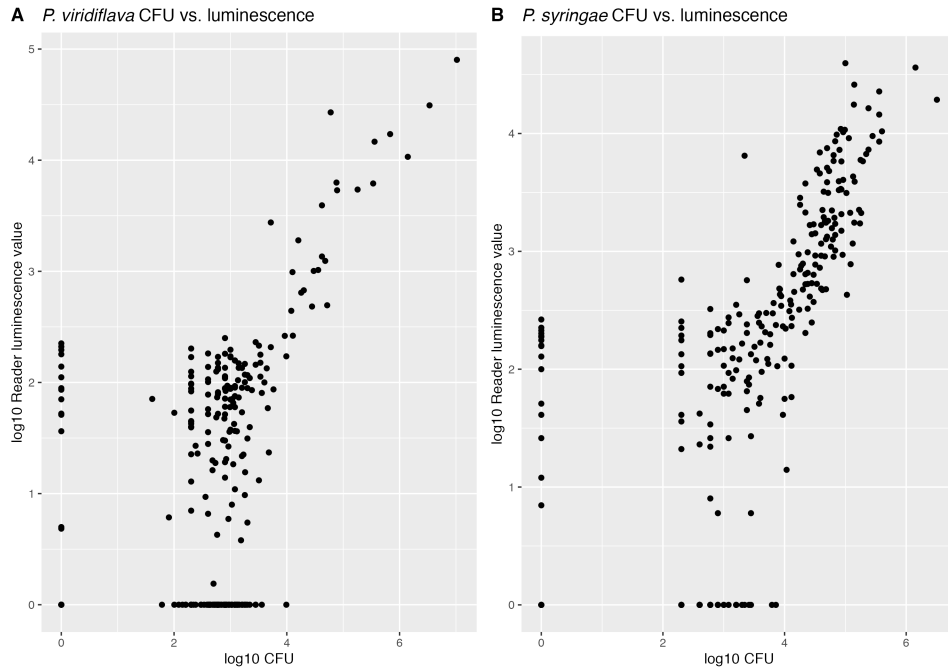 A P. viridiflava CFU vs. luminescence
5
4
3
2
1
0
log10 Reader luminescence value
0 2 4 6
log10 CFU
B P. syringae CFU vs. luminescence
4
3
2
1
0
log10 Reader luminescence value
0 2 4 6
log10 CFU